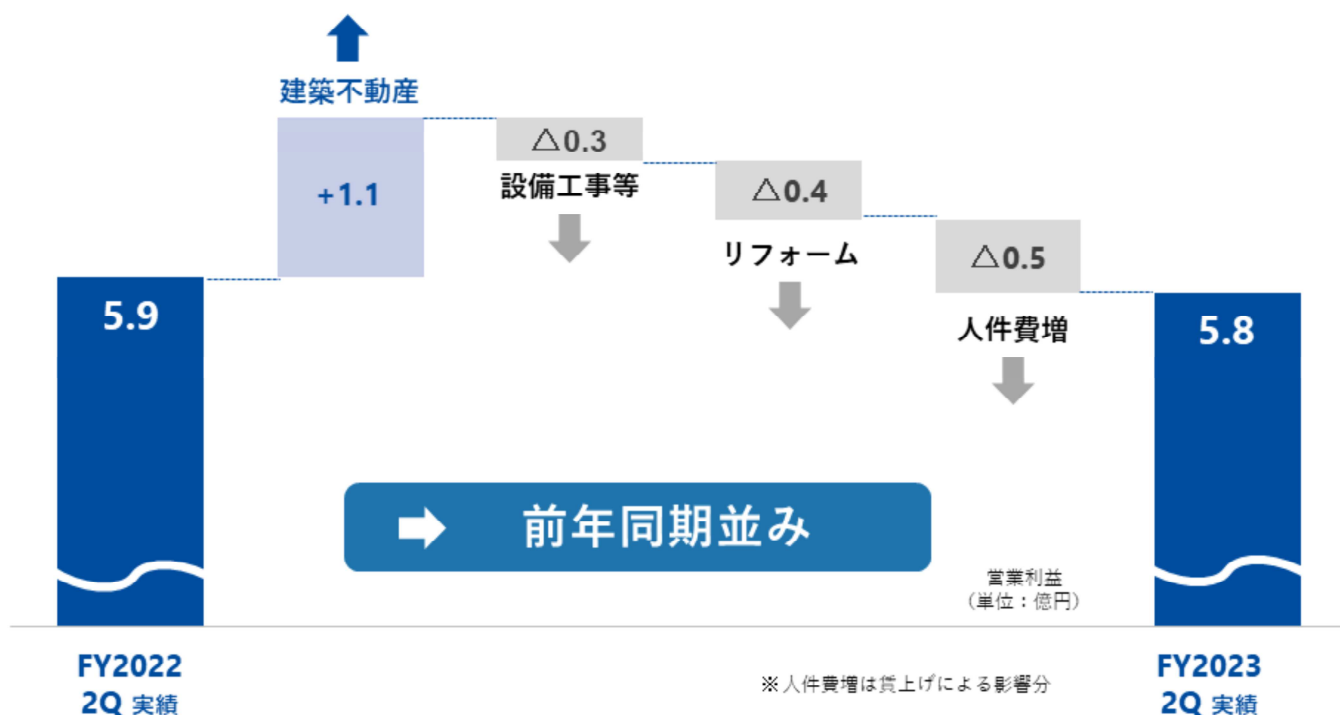 建築不動産
+1.1
△0.3
設備工事等
△0.4
リフォーム
△0.5
人件費増
5.9
5.8
前年同期並み
営業利益
(単位:億円)
FY2022
2Q 実績
※人件費増は賃上げによる影響分
FY2023
2Q 実績